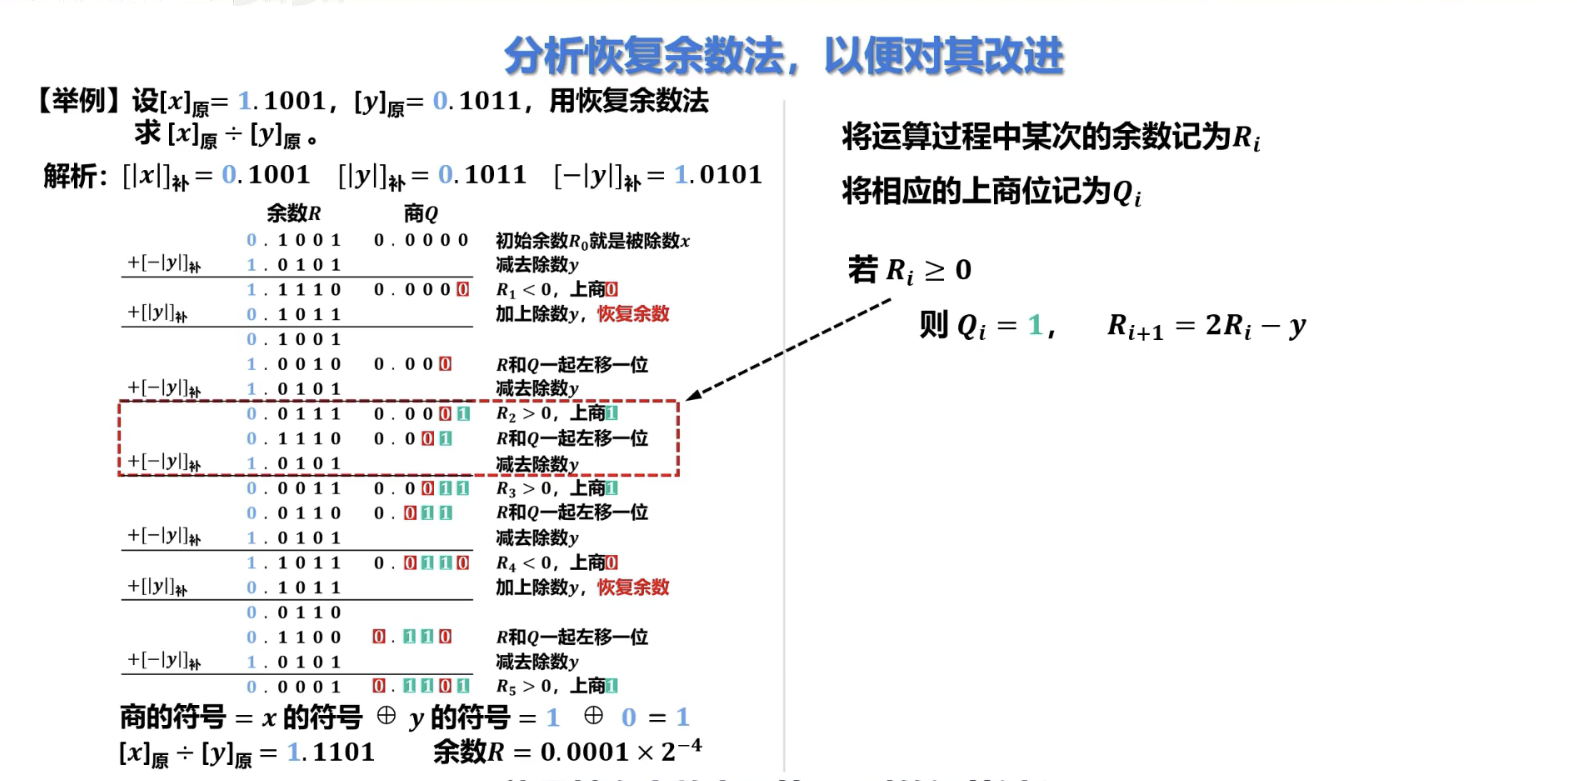 分析恢复余数法，以便对其改进
【举例】设[x]原= 1.1001，[y]原= 0.1011，用恢复余数法
求 [x]原 ÷ [y]原 。
解析：[|x|]补 = 0.1001 [|y|]补 = 0.1011 [−|y|]补 = 1.0101
余数R 商Q
0.1001 0.0000 初始余数R₀就是被除数x
+[−|y|]补 1.0101 减去除数y
1.1110 0.0000 R₁ < 0，上商0
+[|y|]补 0.1011 加上除数y，恢复余数
0.1001
1.0010 0.000 R和Q一起左移一位
+[−|y|]补 1.0101 减去除数y
0.0111 0.0001 R₂ > 0，上商1
0.1110 0.001 R和Q一起左移一位
+[−|y|]补 1.0101 减去除数y
0.0011 0.0011 R₃ > 0，上商1
0.0110 0.011 R和Q一起左移一位
+[−|y|]补 1.0101 减去除数y
1.1011 0.0110 R₄ < 0，上商0
+[|y|]补 0.1011 加上除数y，恢复余数
0.0110
0.1100 0.110 R和Q一起左移一位
+[−|y|]补 1.0101 减去除数y
0.0001 0.1101 R₅ > 0，上商1
商的符号 = x 的符号 ⊕ y 的符号 = 1 ⊕ 0 = 1
[x]原 ÷ [y]原 = 1.1101 余数R = 0.0001 × 2⁻⁴
将运算过程中某次的余数记为Rᵢ
将相应的上商位记为Qᵢ
若 Rᵢ ≥ 0
则 Qᵢ = 1， Rᵢ₊₁ = 2Rᵢ − y